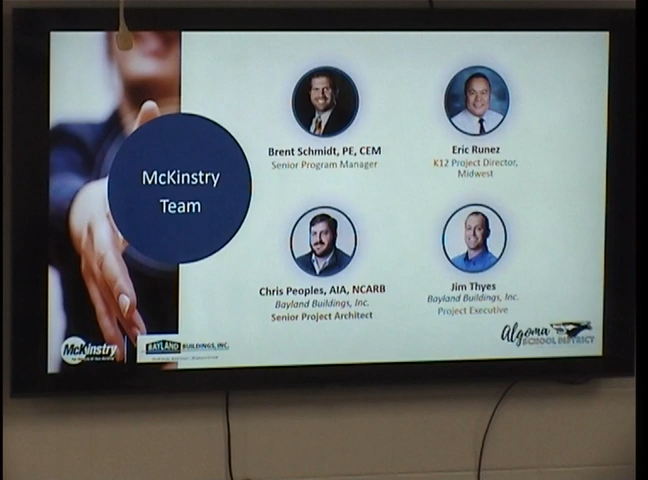 McKinstry
Team
Brent Schmidt, PE, CEM
Senior Program Manager
Eric Runez
K12 Project Director,
Midwest
Chris Peoples, AIA, NCARB
Bayland Buildings, Inc.
Senior Project Architect
Jim Thyes
Bayland Buildings, Inc.
Project Executive
McKinstry
BAYLAND BUILDINGS, INC.
Algoma
SCHOOL DISTRICT